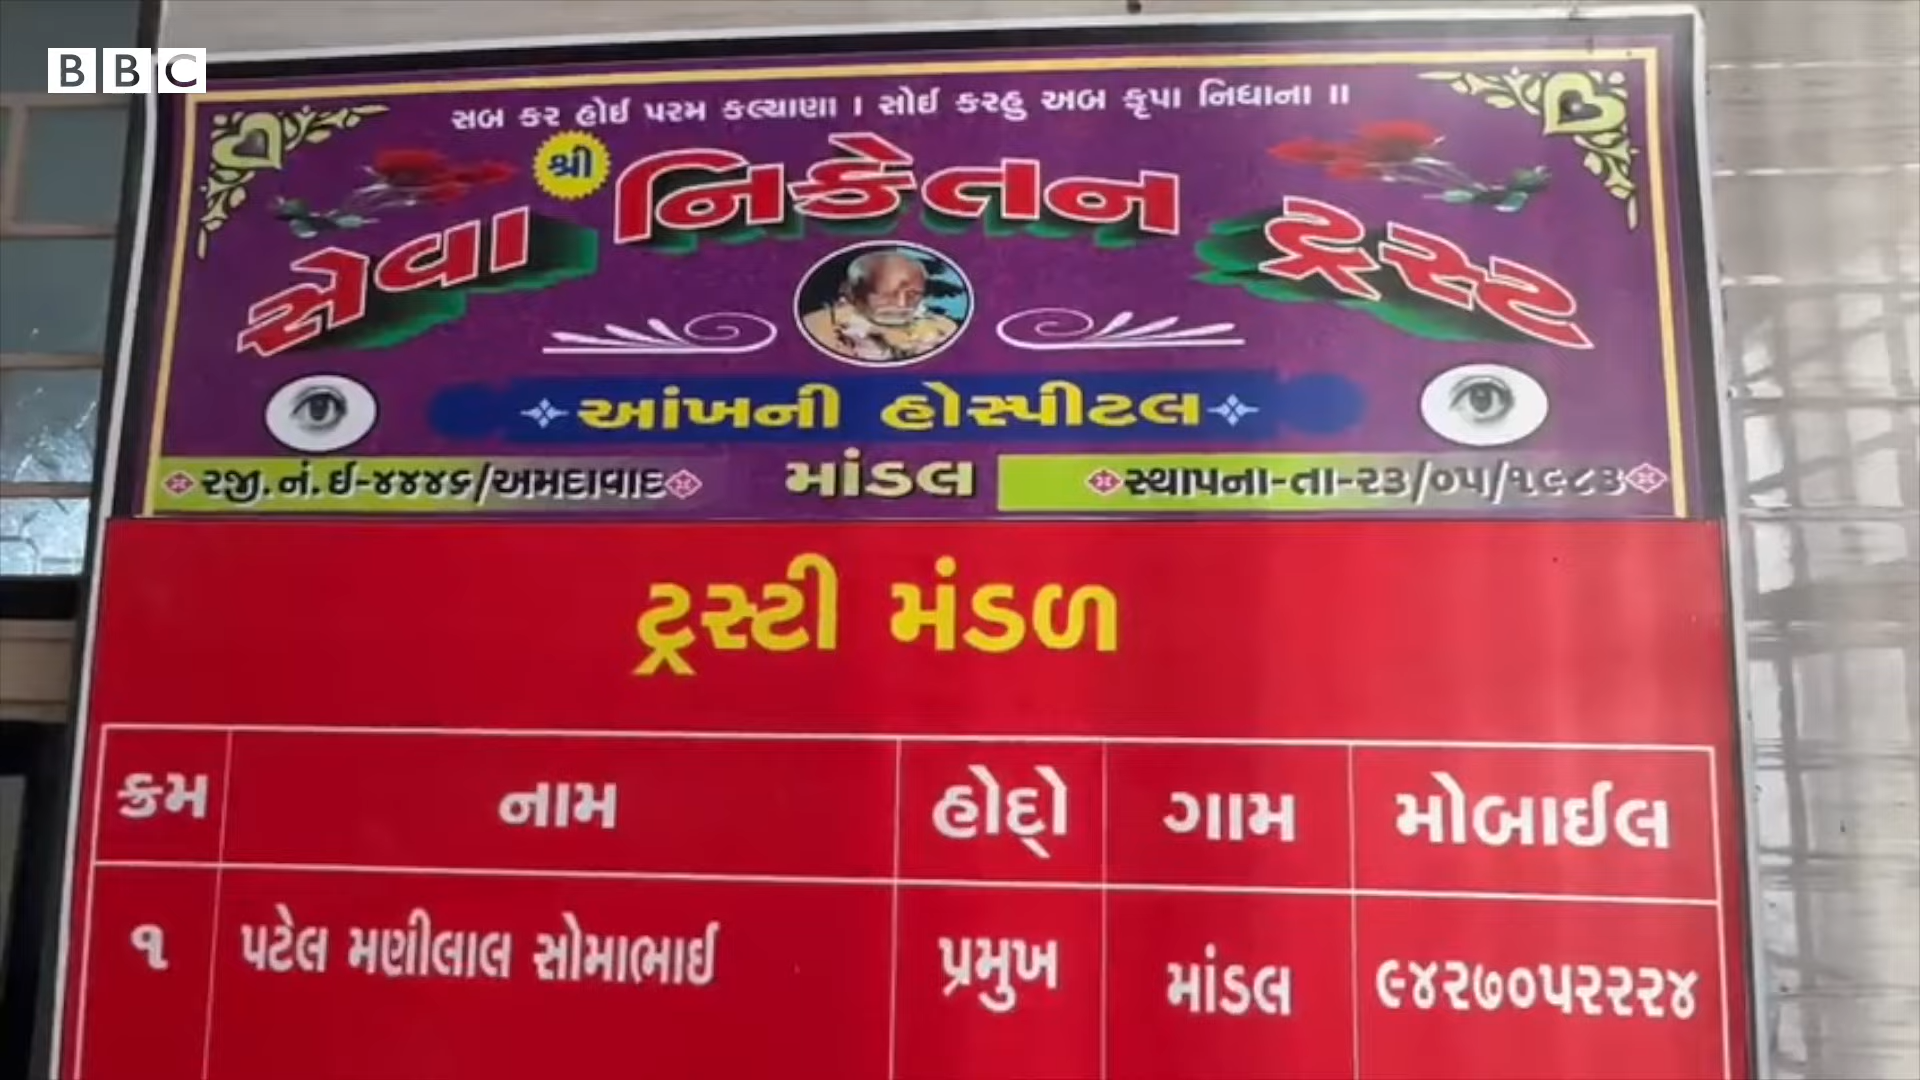 BBC
સબ કર હોઈ પરમ કલ્યાણા । સોઈ કરહુ અબ કૃપા નિધાના ॥
શ્રી
સેવા નિકેતન ટ્રસ્ટ
આંખની હોસ્પીટલ
રજી.નં.ઈ-૪૪૪૬/અમદાવાદ માંડલ સ્થાપના-તા-૨૩/૦૫/૧૯૮૩
ટ્રસ્ટી મંડળ
ક્રમ નામ હોદ્દો ગામ મોબાઈલ
૧ પટેલ મણીલાલ સોમાભાઈ પ્રમુખ માંડલ ૯૪૨૭૦૫૨૨૨૪